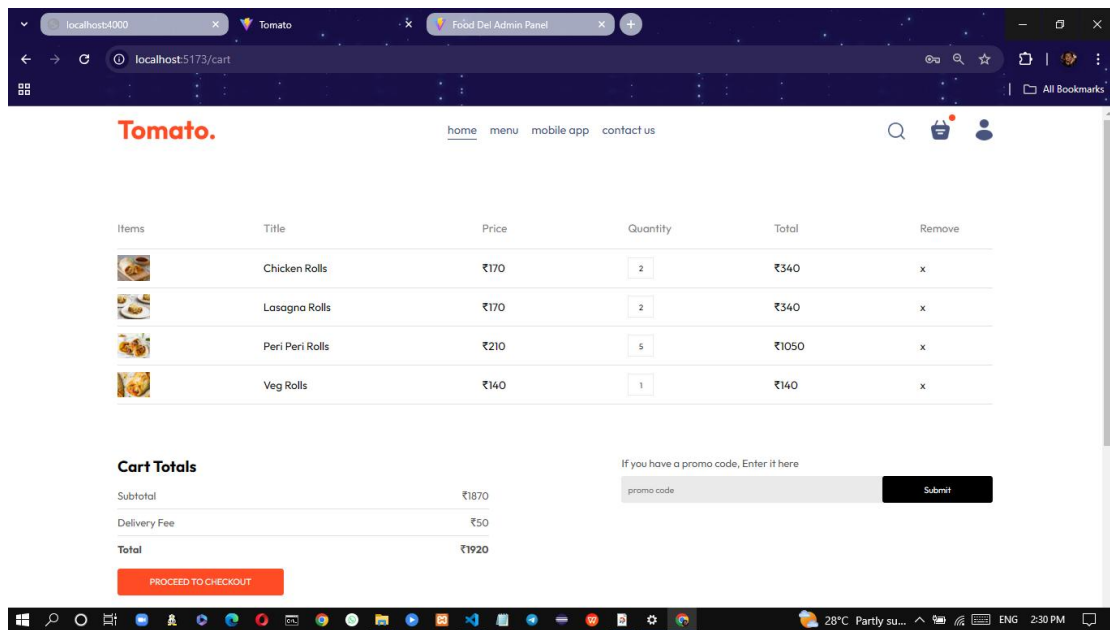 localhost:4000
Tomato
Food Del Admin Panel
localhost:5173/cart
All Bookmarks
Tomato.
home menu mobile app contact us
Items Title Price Quantity Total Remove
Chicken Rolls ₹170 2 ₹340 x
Lasagna Rolls ₹170 2 ₹340 x
Peri Peri Rolls ₹210 5 ₹1050 x
Veg Rolls ₹140 1 ₹140 x
Cart Totals
Subtotal ₹1870
Delivery Fee ₹50
Total ₹1920
PROCEED TO CHECKOUT
If you have a promo code, Enter it here
promo code Submit
28°C Partly su... ENG 2:30 PM